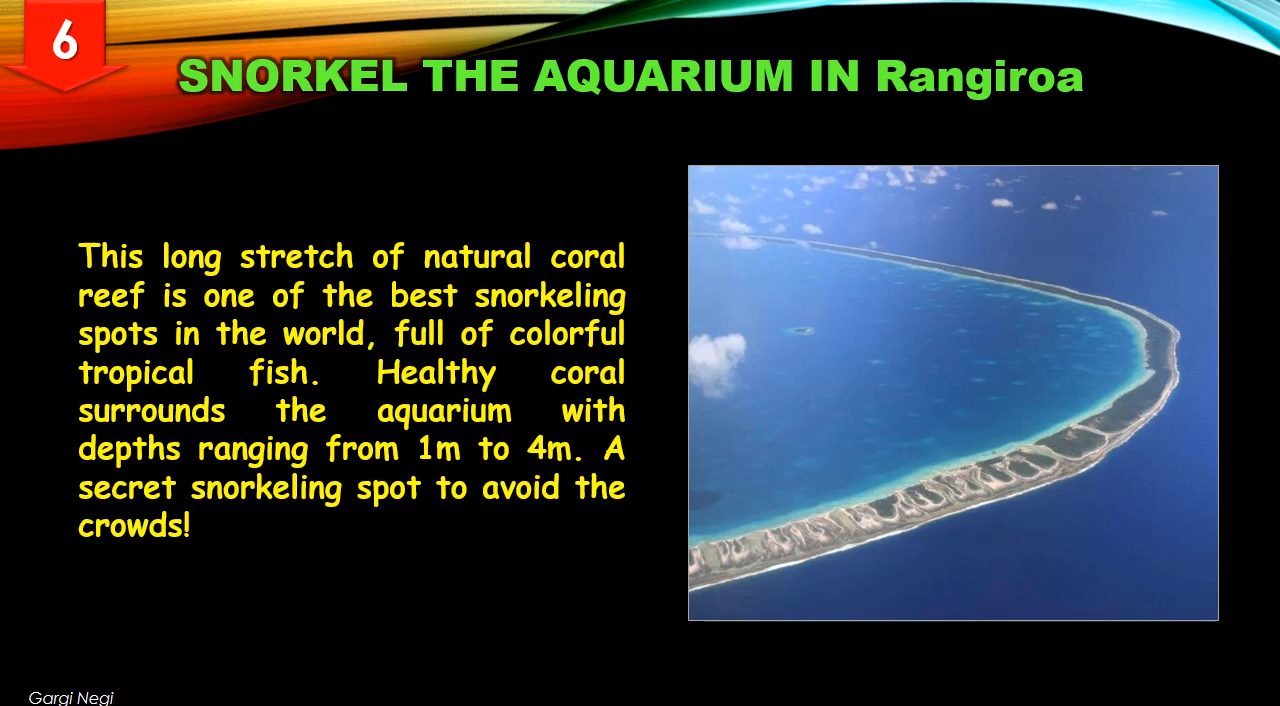 6
SNORKEL THE AQUARIUM IN Rangiroa
This long stretch of natural coral
reef is one of the best snorkeling
spots in the world, full of colorful
tropical fish. Healthy coral
surrounds the aquarium with
depths ranging from 1m to 4m. A
secret snorkeling spot to avoid the
crowds!
Gargi Negi